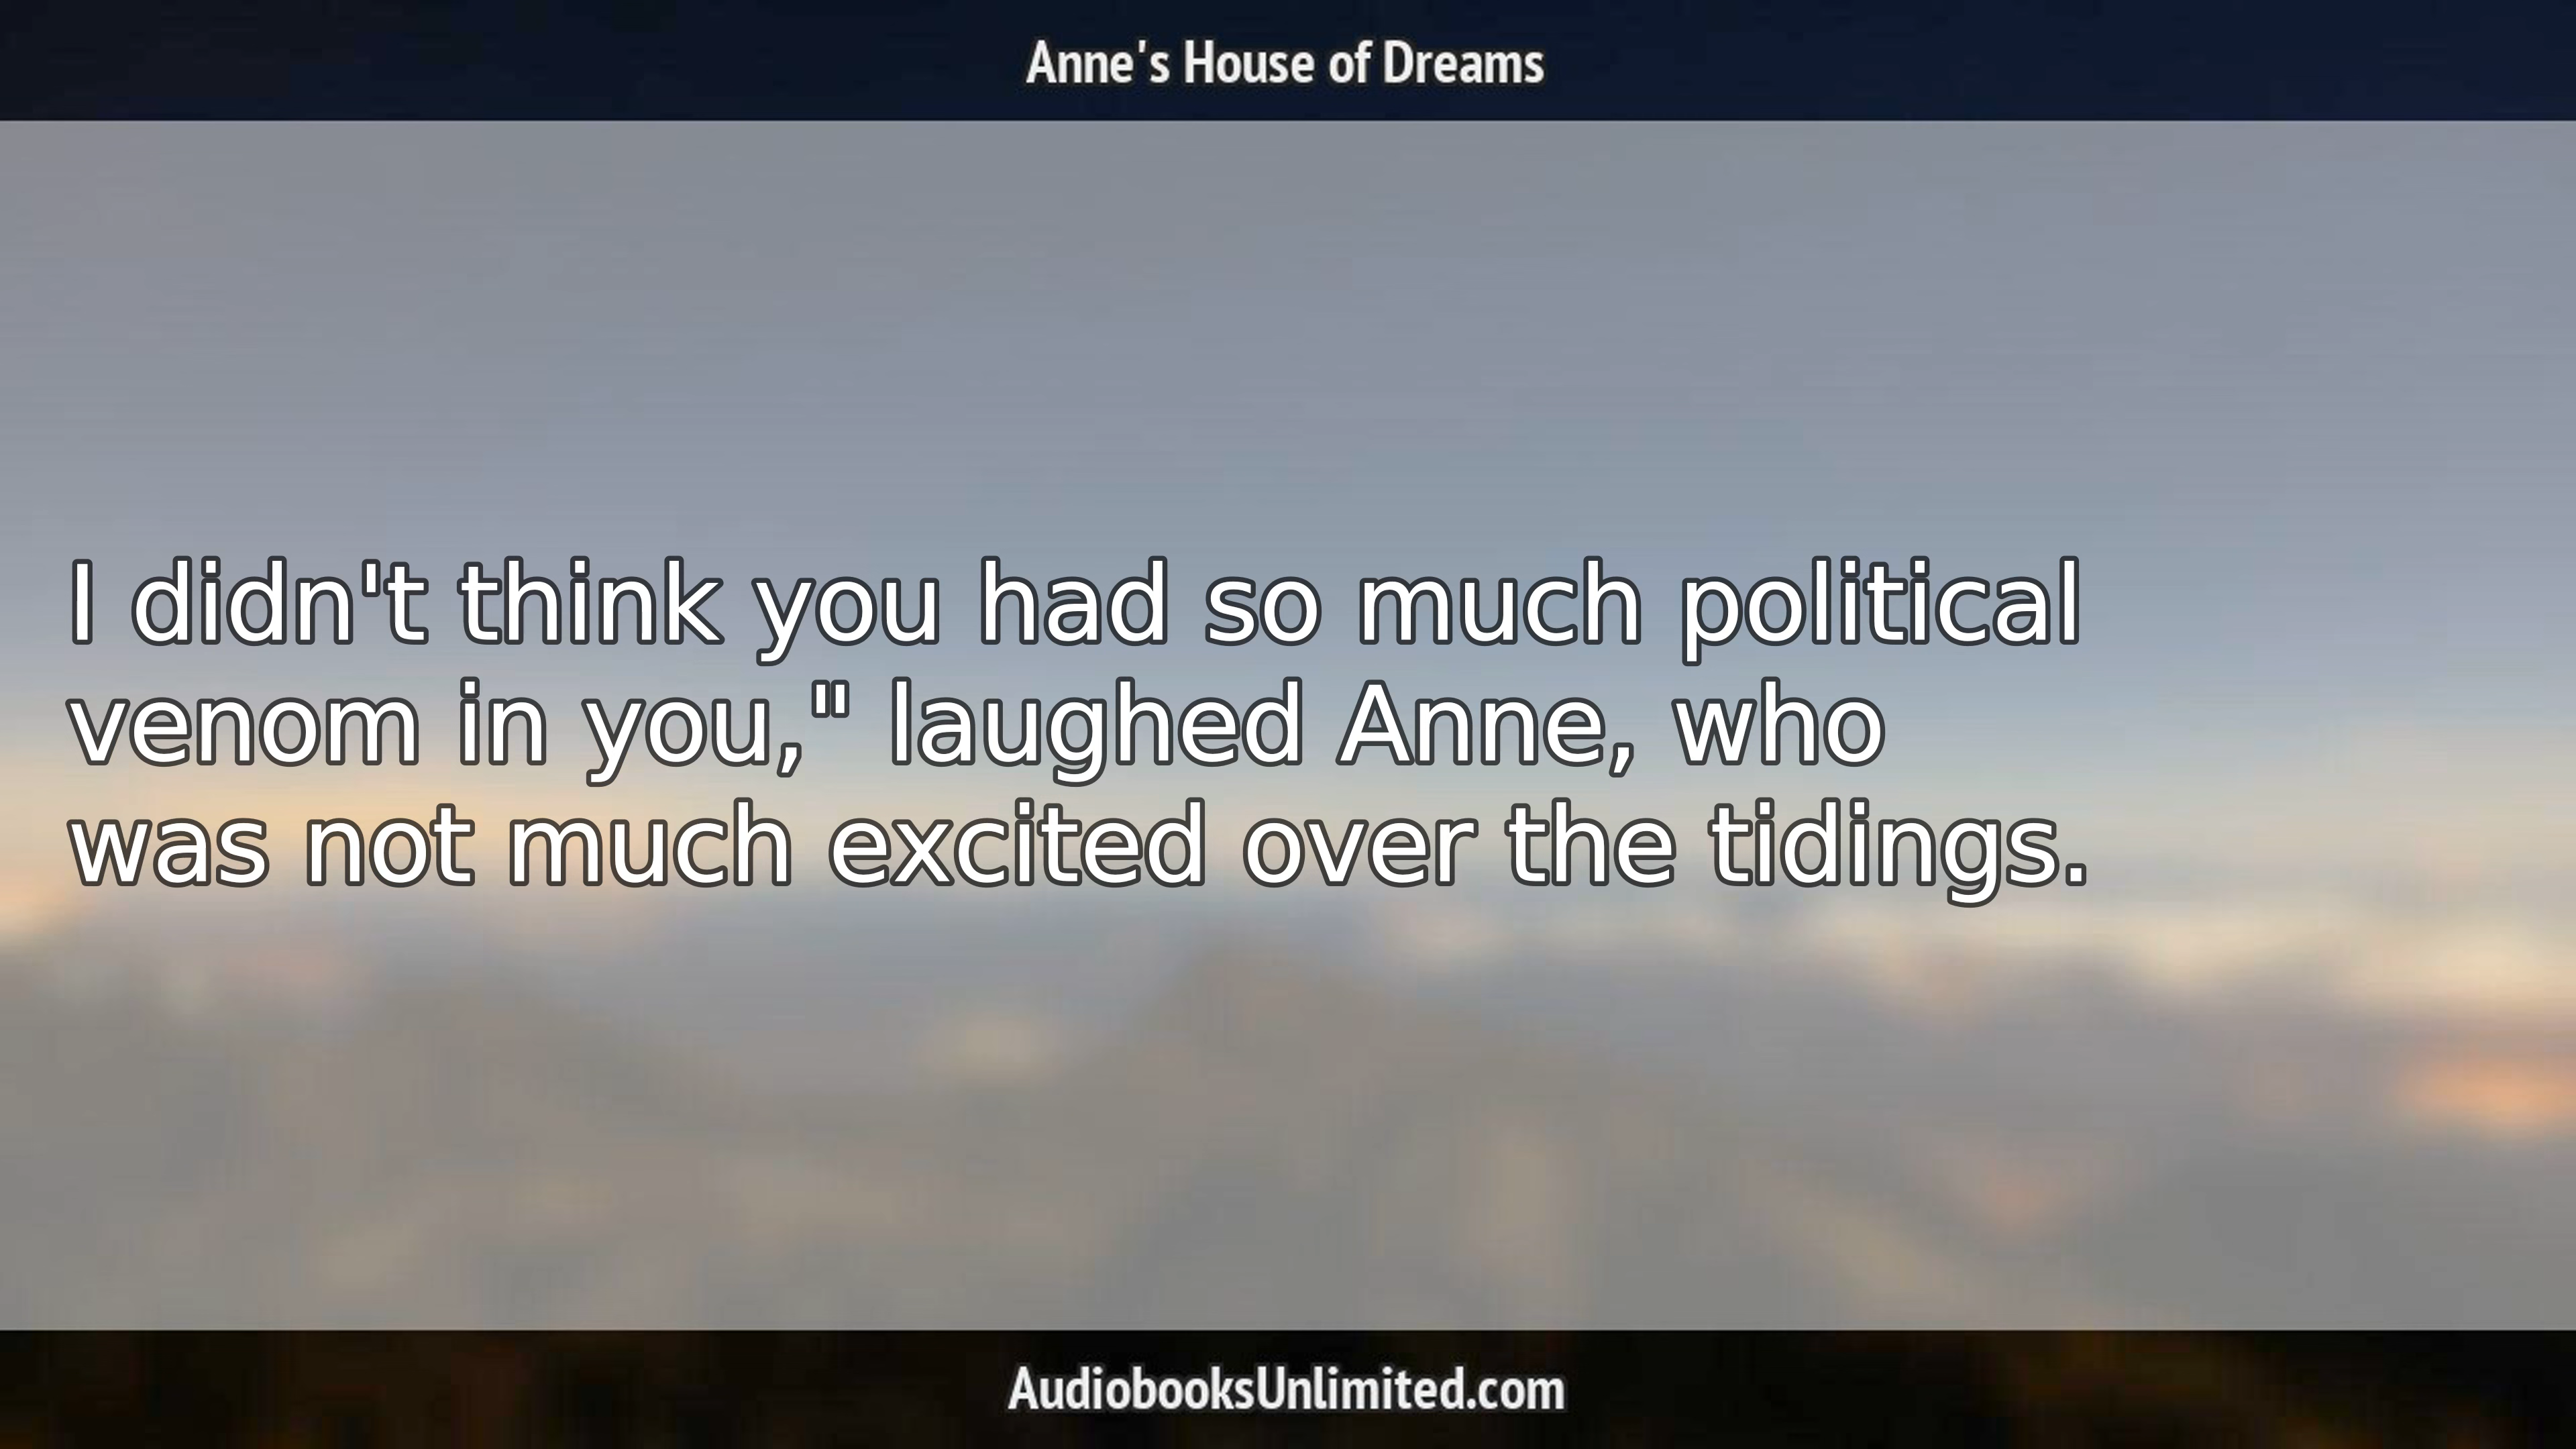 Anne's House of Dreams
I didn't think you had so much political
venom in you," laughed Anne, who
was not much excited over the tidings.
AudiobooksUnlimited.com